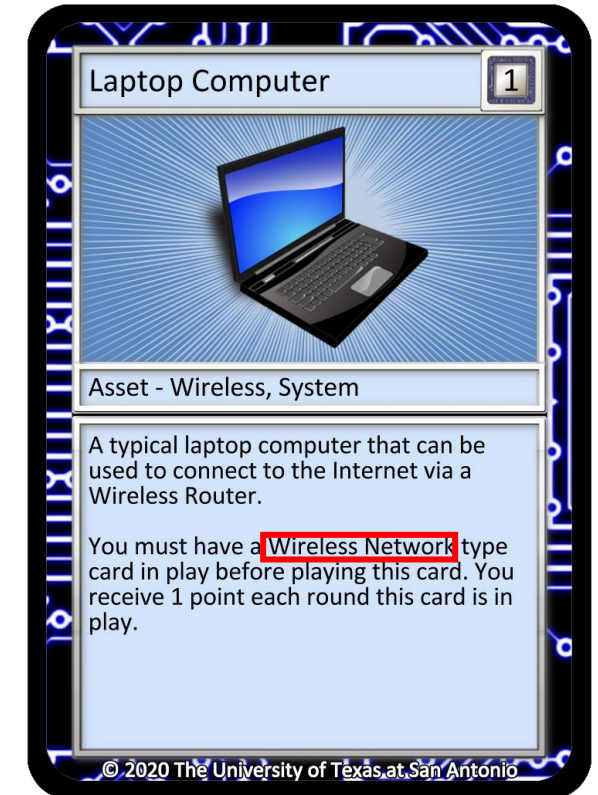 Laptop Computer
1
Asset - Wireless, System
A typical laptop computer that can be
used to connect to the Internet via a
Wireless Router.
You must have a Wireless Network type
card in play before playing this card. You
receive 1 point each round this card is in
play.
© 2020 The University of Texas at San Antonio